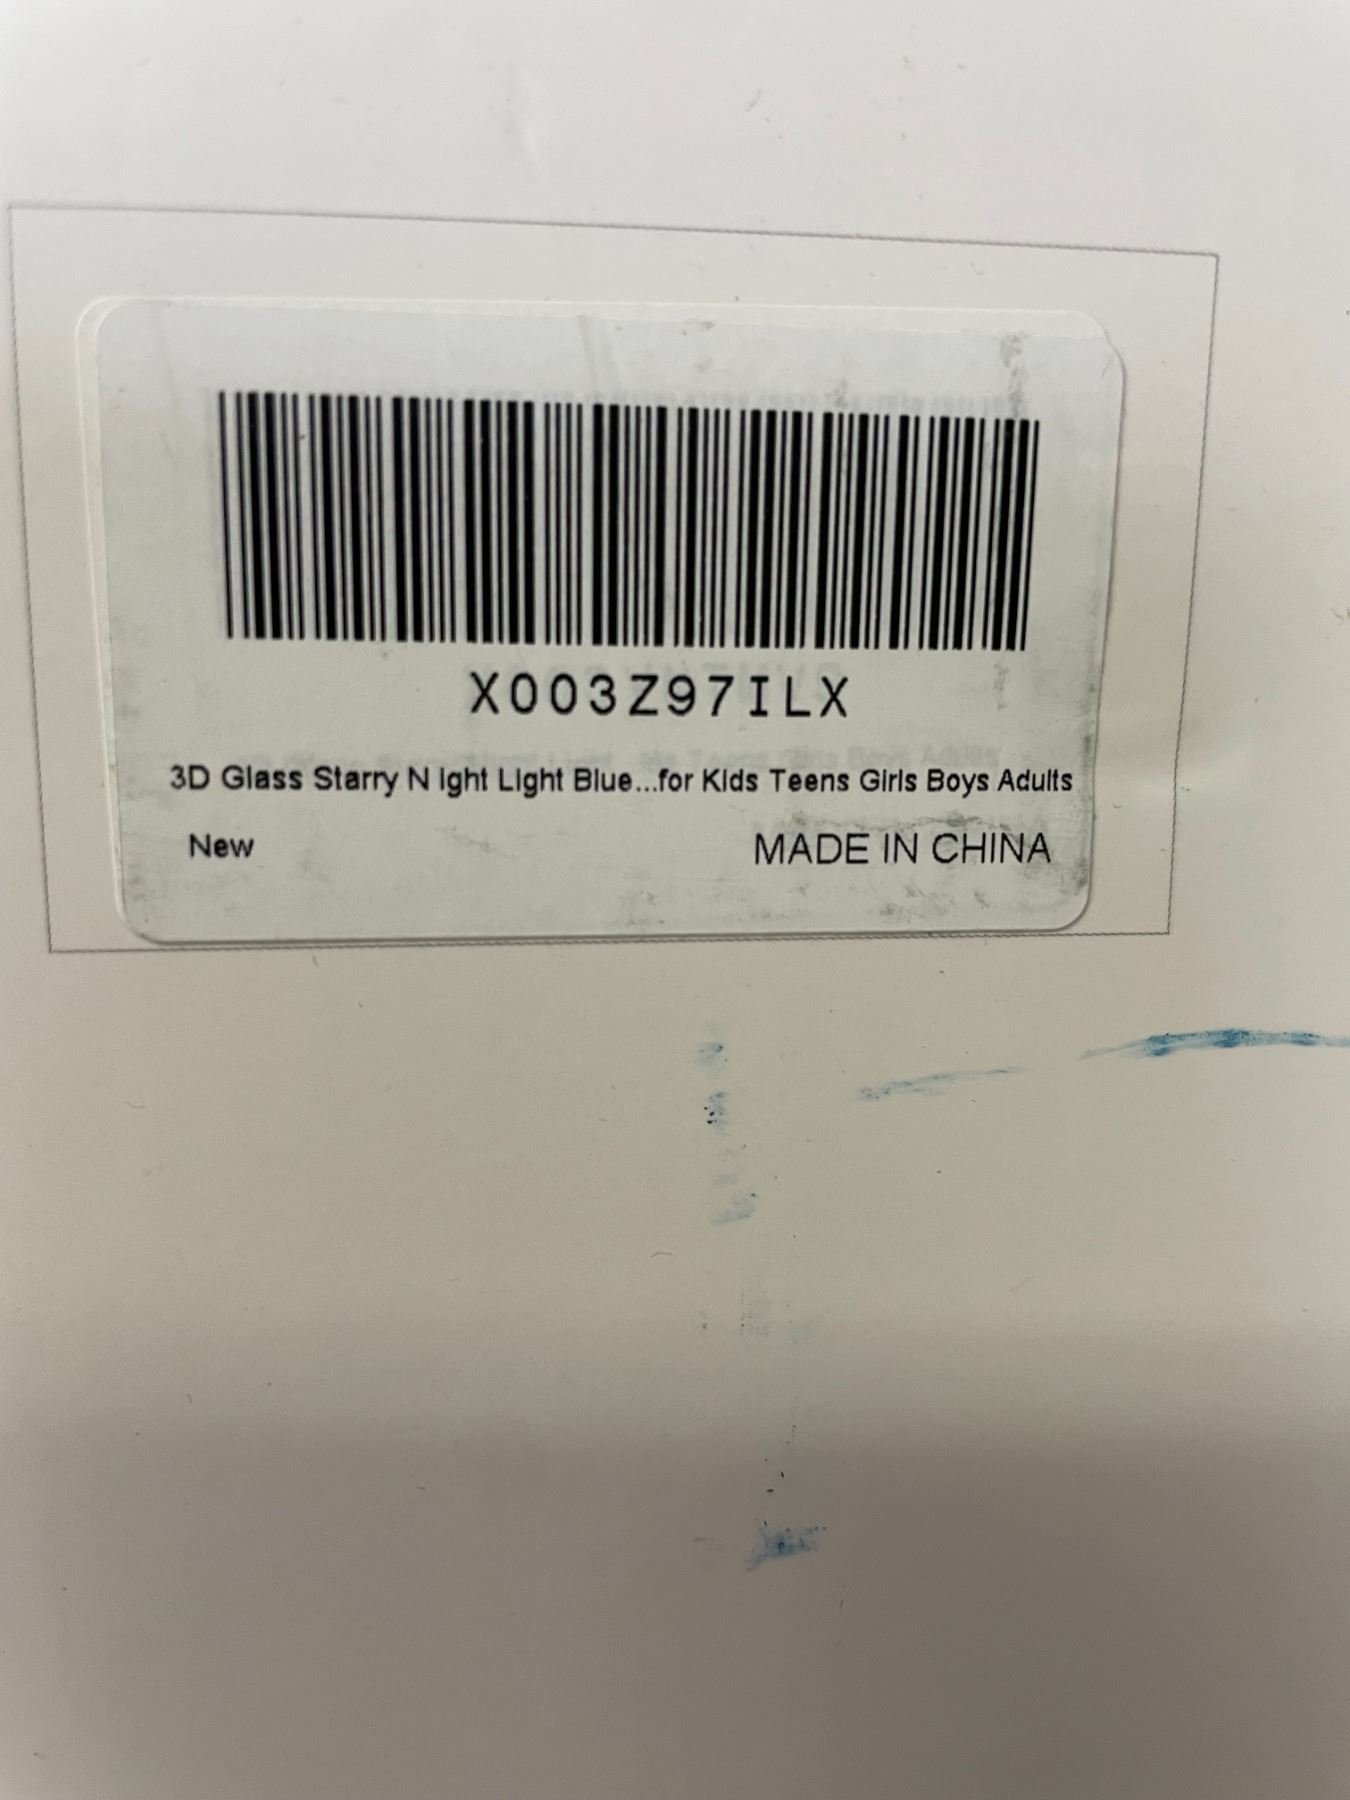 X003Z97ILX
3D Glass Starry N ight Light Blue...for Kids Teens Girls Boys Adults
New
MADE IN CHINA